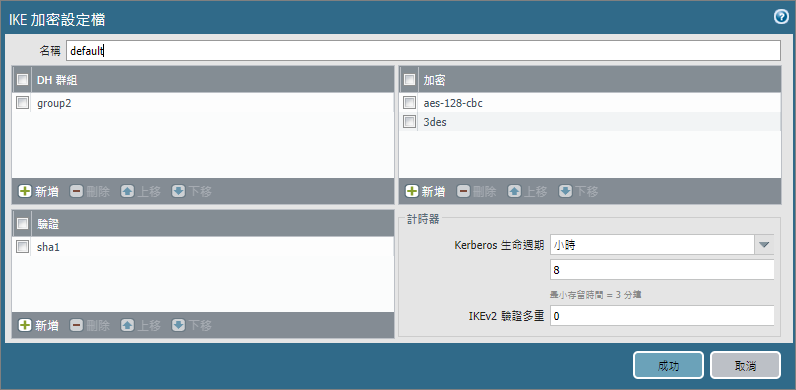 IKE 加密設定檔
名稱 default
DH 群組
group2
新增 刪除 上移 下移
加密
aes-128-cbc
3des
新增 刪除 上移 下移
驗證
sha1
新增 刪除 上移 下移
計時器
Kerberos 生命週期 小時
8
最小存留時間 = 3 分鐘
IKEv2 驗證多重 0
成功 取消